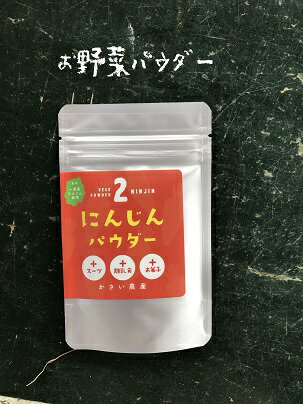 お野菜パウダー
VEGE POWDER 2 NINJIN
にんじん
パウダー
+スープ +離乳食 +お菓子
かさい農産